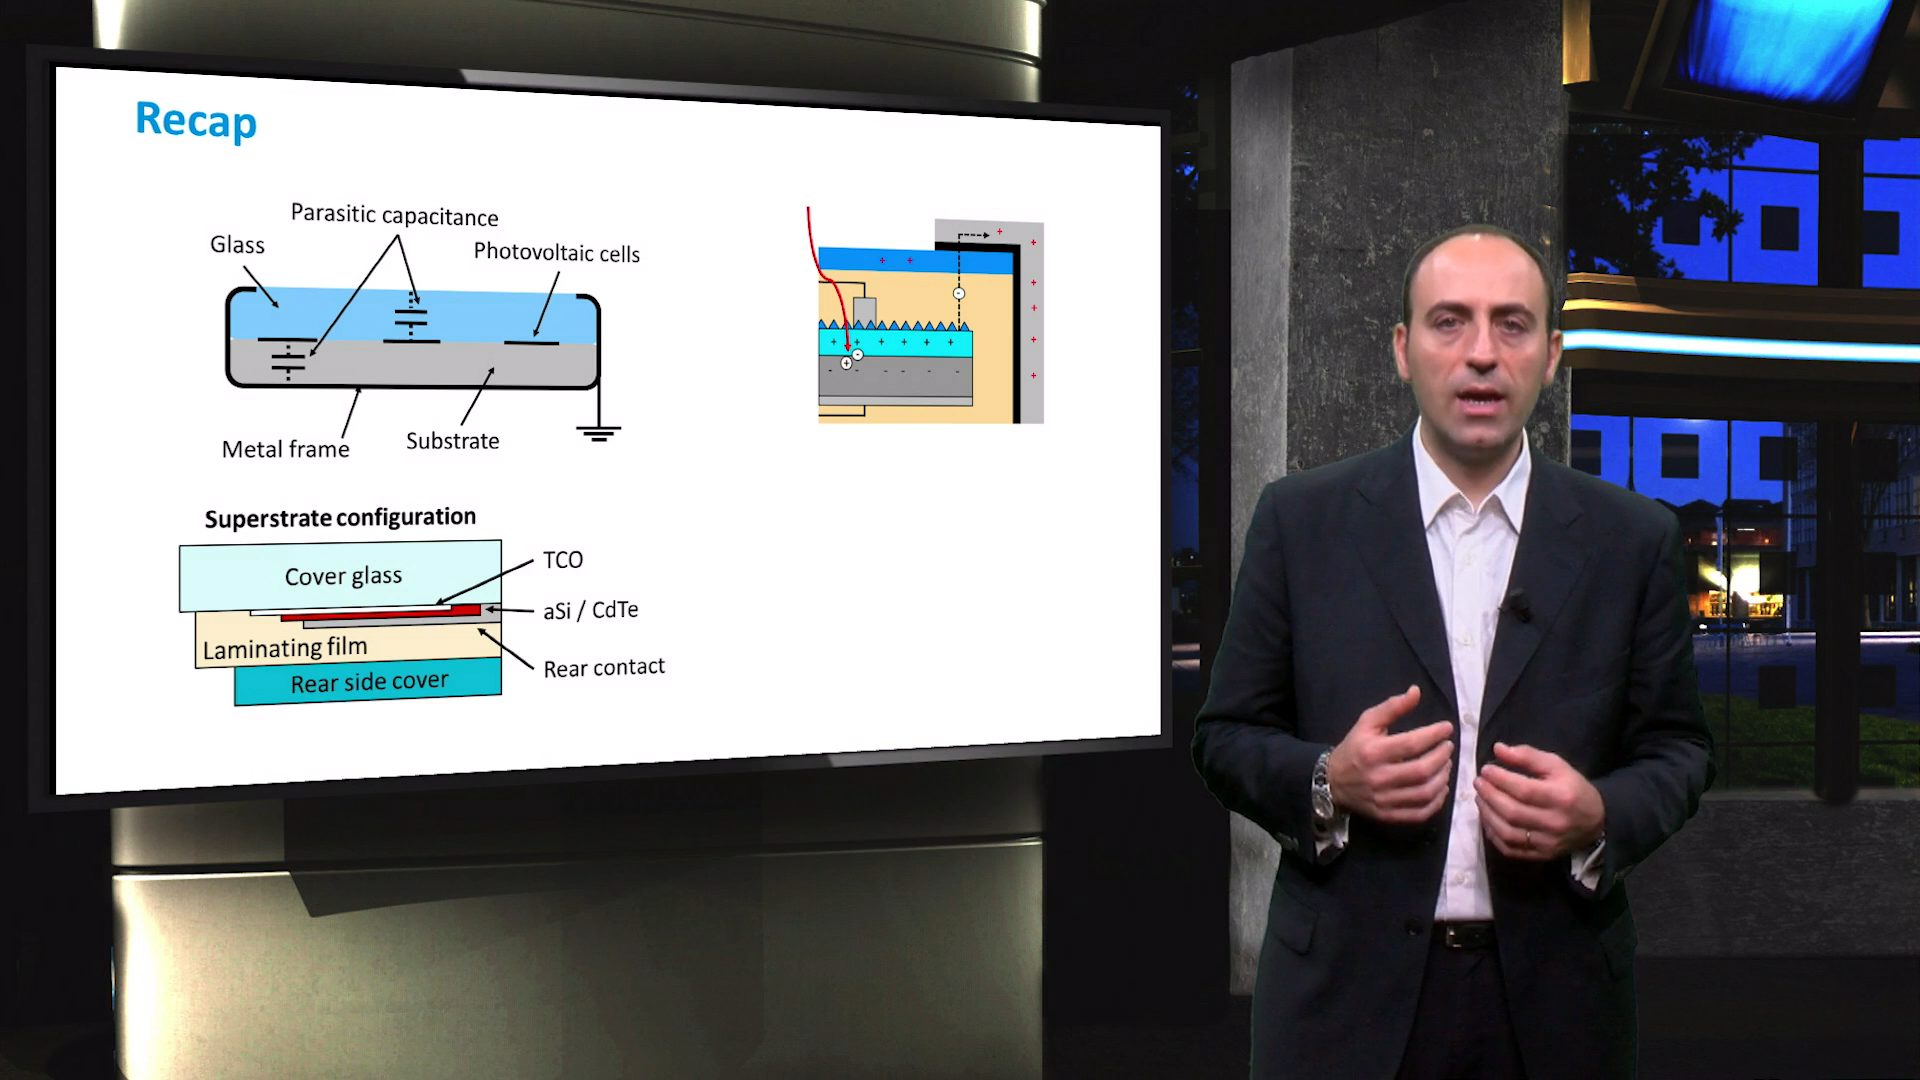 Recap
Parasitic capacitance
Glass
Photovoltaic cells
Metal frame
Substrate
Superstrate configuration
Cover glass
TCO
aSi / CdTe
Laminating film
Rear contact
Rear side cover